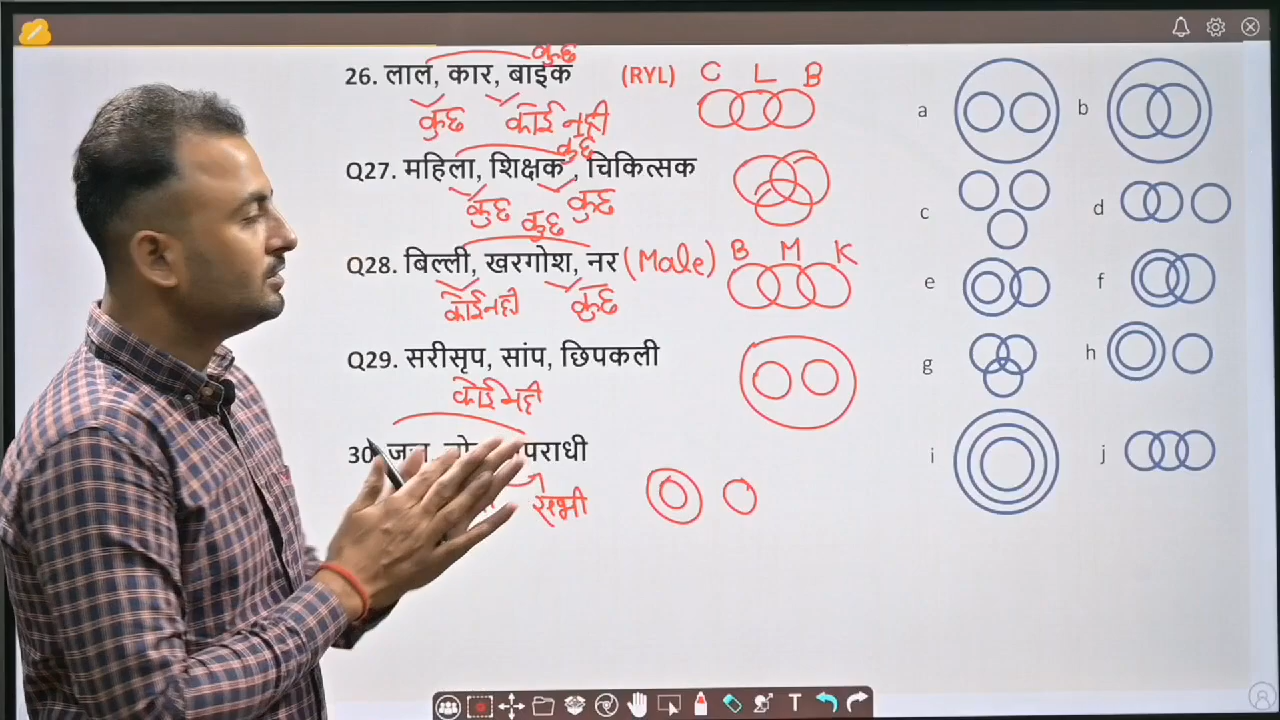 कुछ
26. लाल, कार, बाइक (RYL) C L B
कुछ कोई नहीं
कुछ
Q27. महिला, शिक्षक , चिकित्सक
कुछ कुछ
कुछ
Q28. बिल्ली, खरगोश, नर (Male) B M K
कोई नहीं कुछ
Q29. सरीसृप, सांप, छिपकली
कोई नहीं
30
सभी
a b
c d
e f
g h
i j
T